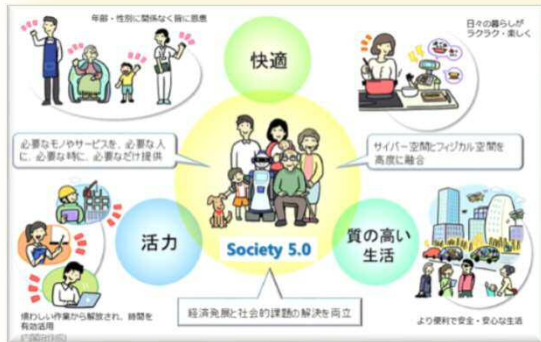 年齢・性別に関係なく皆に恩恵
快適
日々の暮らしが
ラクラク・楽しく
必要なモノやサービスを、必要な人
に、必要な時に、必要なだけ提供
サイバー空間とフィジカル空間を
高度に融合
活力
Society 5.0
質の高い
生活
煩わしい作業から解放され、時間を
有効活用
経済発展と社会的課題の解決を両立
より便利で安全・安心な生活